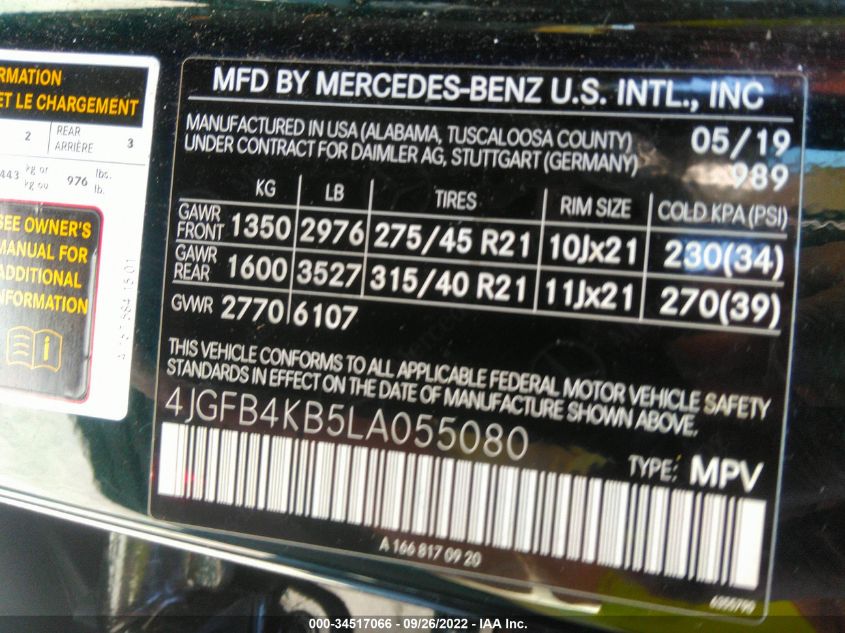 RMATION
ET LE CHARGEMENT
2 REAR ARRIÈRE 3
443 kg or kg ou 976 lbs. lb.
SEE OWNER'S
MANUAL FOR
ADDITIONAL
INFORMATION
MFD BY MERCEDES-BENZ U.S. INTL., INC
MANUFACTURED IN USA (ALABAMA, TUSCALOOSA COUNTY) 05/19
UNDER CONTRACT FOR DAIMLER AG, STUTTGART (GERMANY) 989
KG LB TIRES RIM SIZE COLD KPA (PSI)
GAWR FRONT 1350 2976 275/45 R21 10Jx21 230(34)
GAWR REAR 1600 3527 315/40 R21 11Jx21 270(39)
GVWR 2770 6107
THIS VEHICLE CONFORMS TO ALL APPLICABLE FEDERAL MOTOR VEHICLE SAFETY
STANDARDS IN EFFECT ON THE DATE OF MANUFACTURE SHOWN ABOVE.
4JGFB4KB5LA055080
TYPE: MPV
A 166 817 09 20
000-34517066 - 09/26/2022 - IAA Inc.